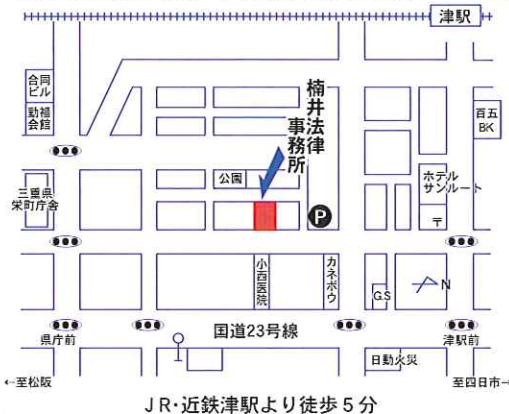 津駅
合同
ビル
勤福
会館
楠井法律
事務所
百五
BK
公園
三重県
栄町庁舎
ホテル
サンルート
〒
P
小西医院
カネボウ
G.S
N
国道23号線
県庁前
津駅前
日動火災
←至松阪
至四日市→
JR・近鉄津駅より徒歩5分